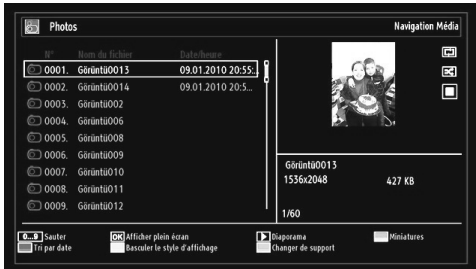 Photos
Navigation Média
N° Nom du fichier Date/heure
0001. Görüntü0013 09.01.2010 20:55:..
0002. Görüntü0014 09.01.2010 20:5...
0003. Görüntü002
0004. Görüntü006
0005. Görüntü008
0006. Görüntü009
0007. Görüntü010
0008. Görüntü011
0009. Görüntü012
Görüntü0013
1536x2048 427 KB
1/60
0...9 Sauter OK Afficher plein écran Diaporama Miniatures
Tri par date Basculer le style d'affichage Changer de support